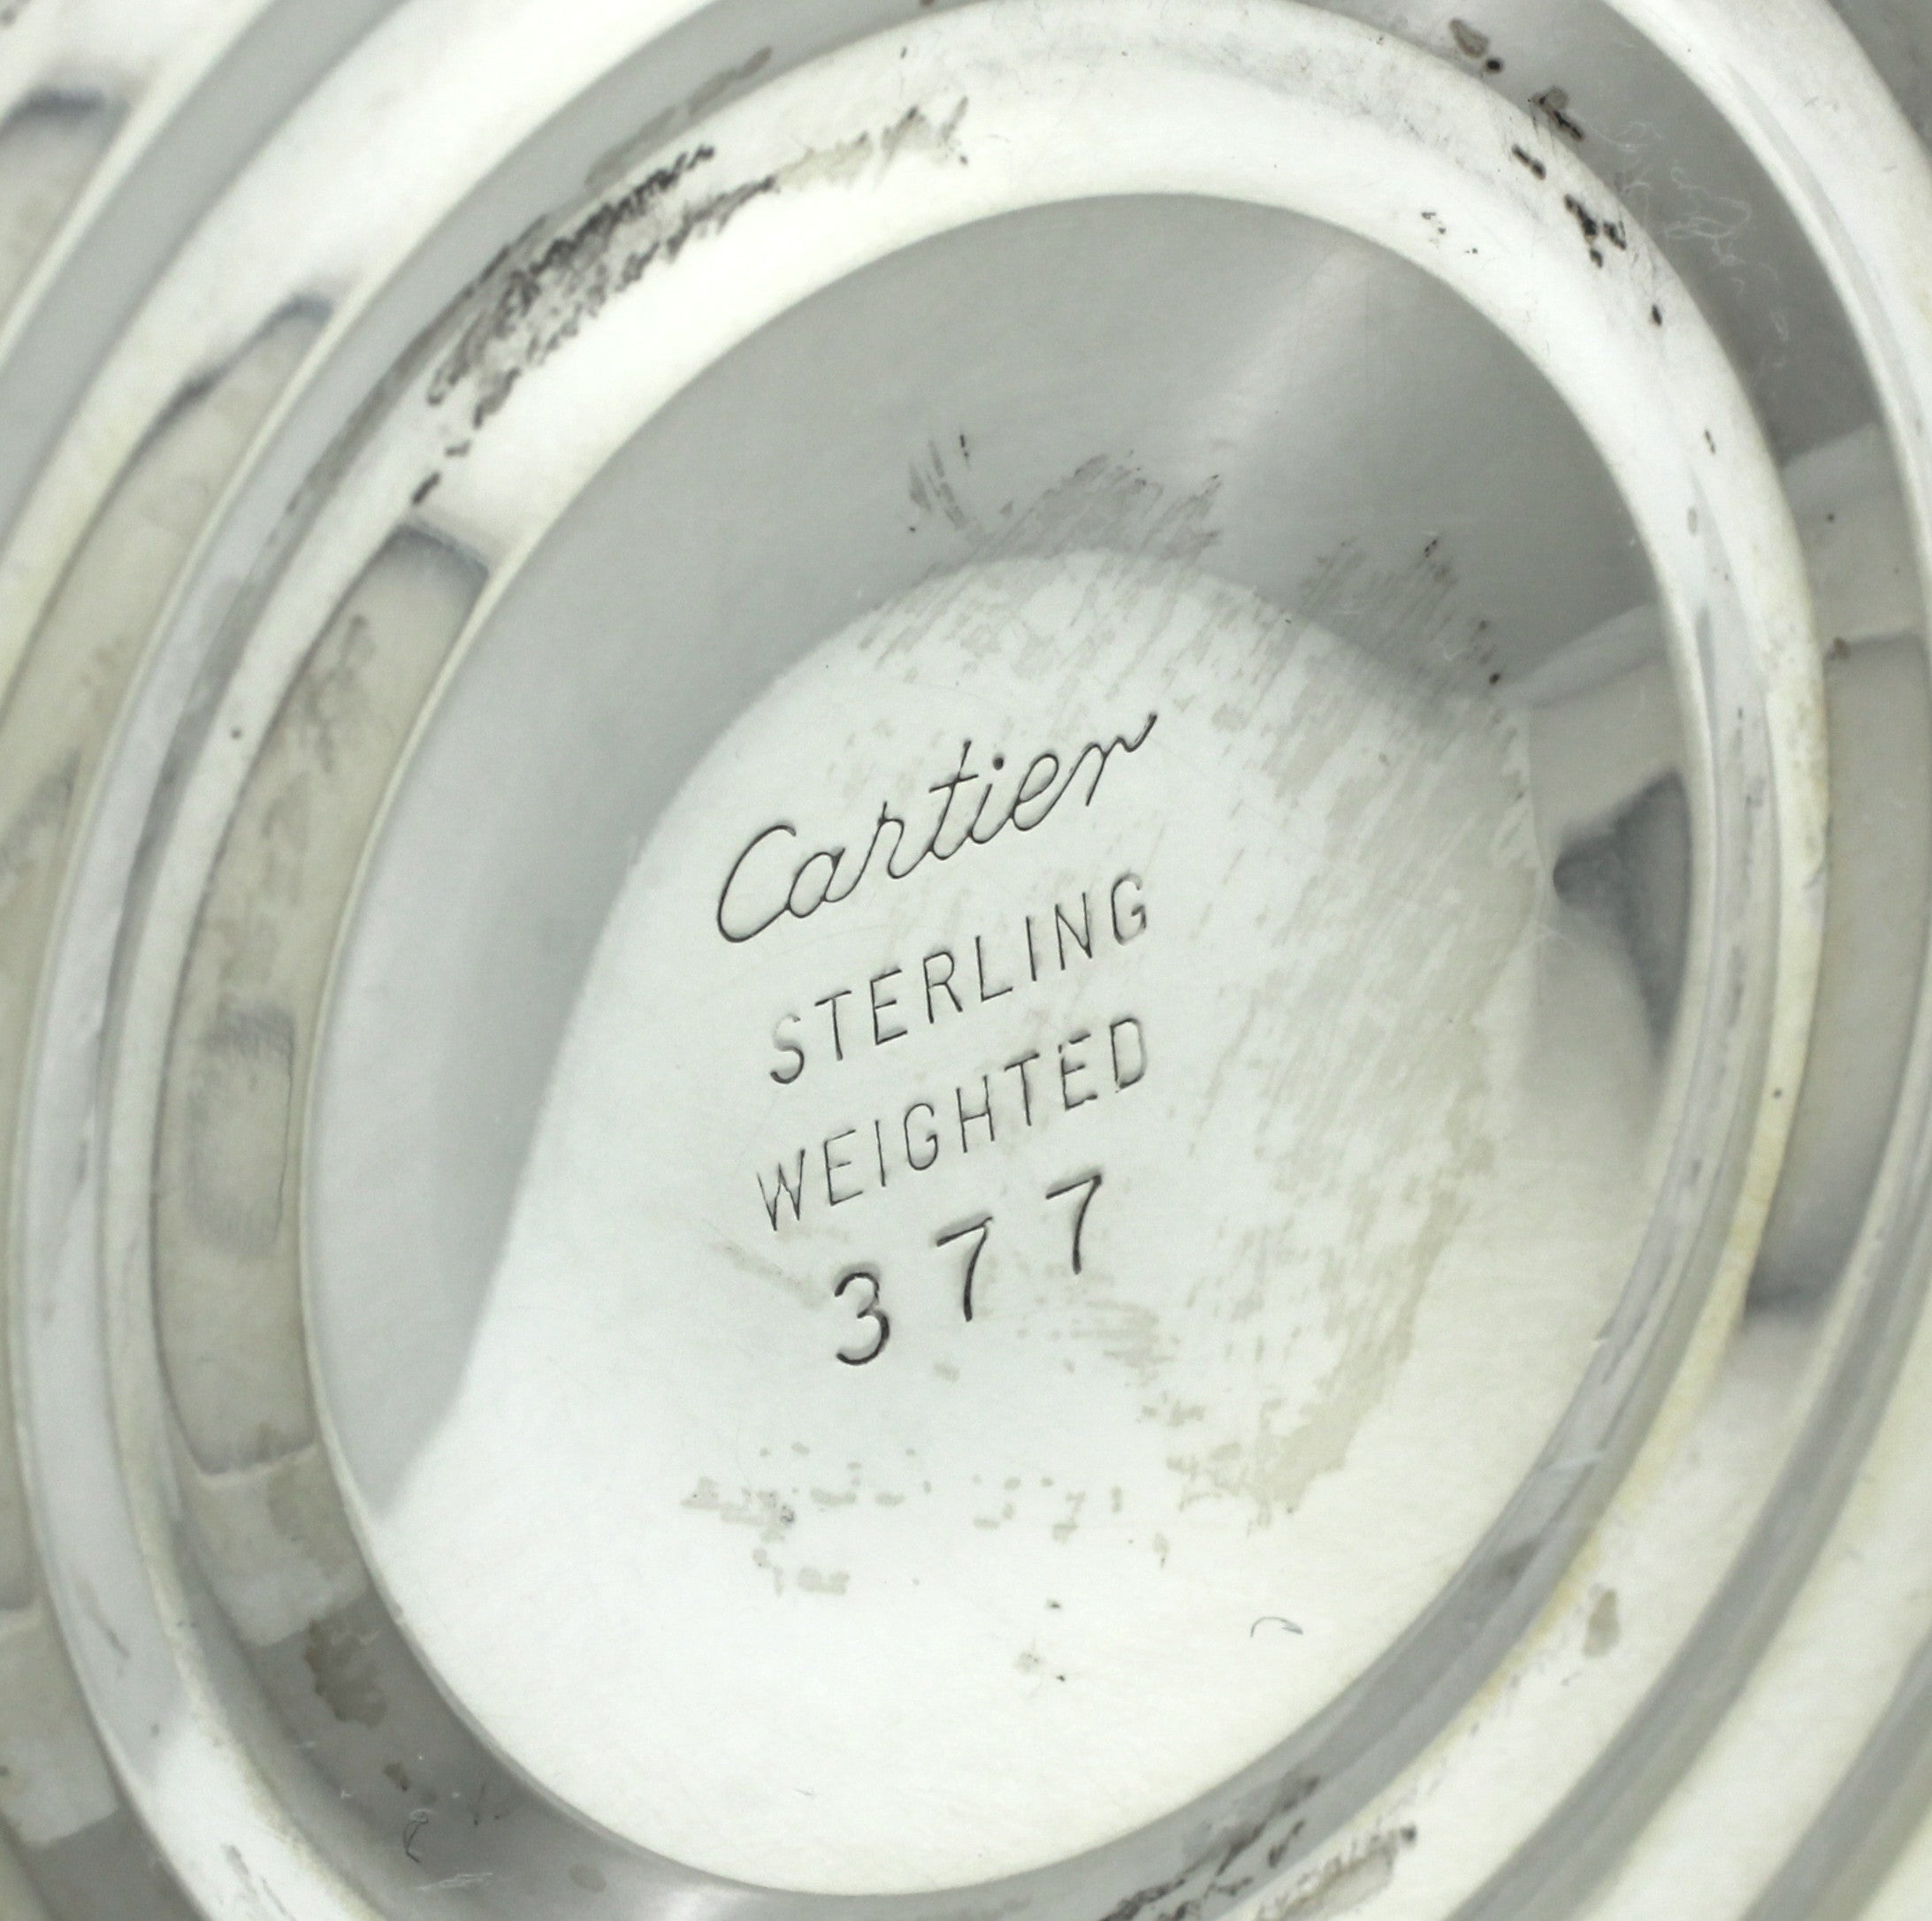 Cartier
STERLING
WEIGHTED
377